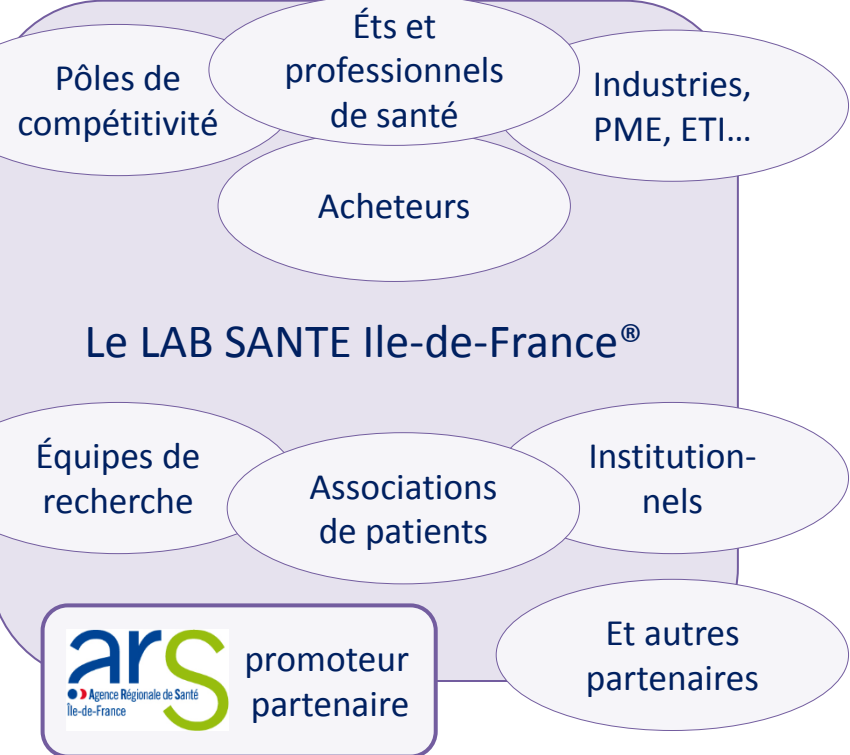 Pôles de
compétitivité
Éts et
professionnels
de santé
Industries,
PME, ETI…
Acheteurs
Le LAB SANTE Ile-de-France®
Équipes de
recherche
Associations
de patients
Institution-
nels
ars
Agence Régionale de Santé
Île-de-France
promoteur
partenaire
Et autres
partenaires